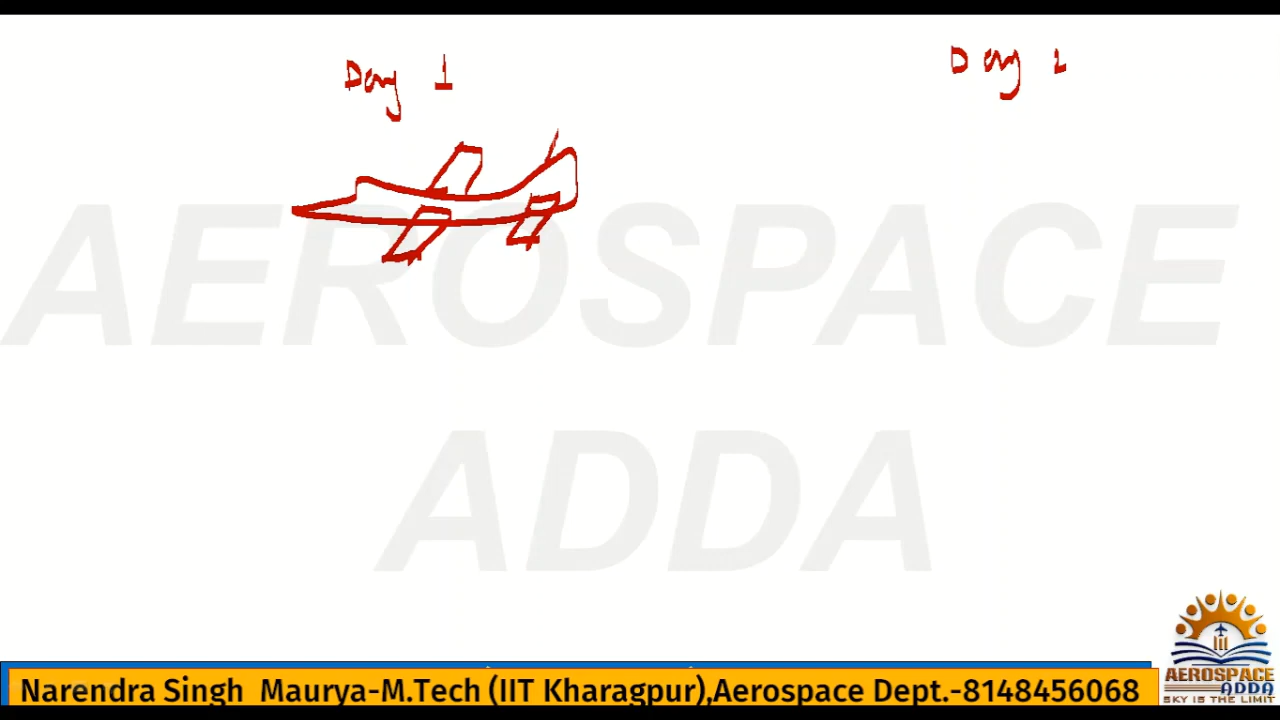 Day 1
Day 2
AEROSPACE
ADDA
Narendra Singh Maurya-M.Tech (IIT Kharagpur),Aerospace Dept.-8148456068
AEROSPACE
ADDA
SKY IS THE LIMIT